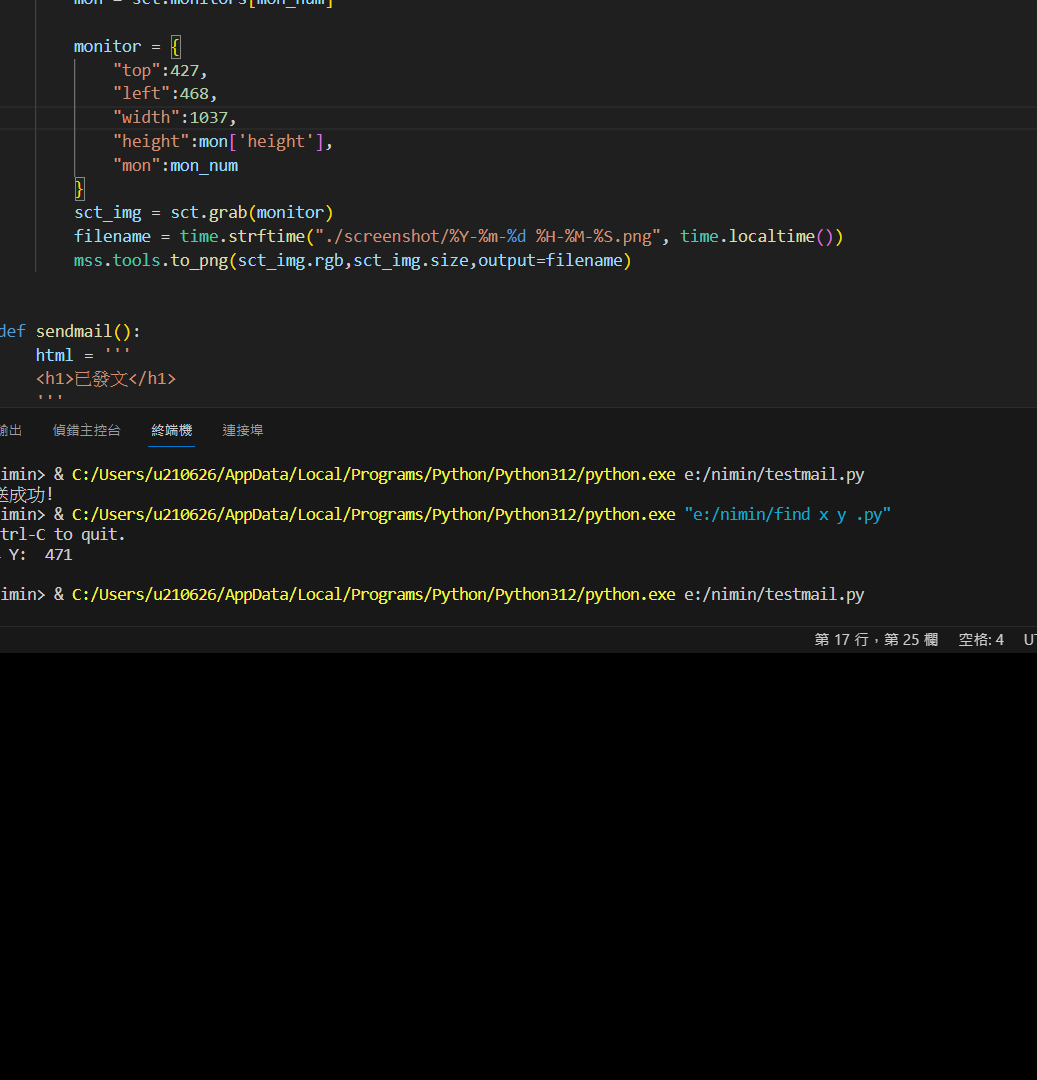 mon = sct.monitors[mon_num]
monitor = {
"top":427,
"left":468,
"width":1037,
"height":mon['height'],
"mon":mon_num
}
sct_img = sct.grab(monitor)
filename = time.strftime("./screenshot/%Y-%m-%d %H-%M-%S.png", time.localtime())
mss.tools.to_png(sct_img.rgb,sct_img.size,output=filename)
def sendmail():
html = '''
<h1>已發文</h1>
'''
輸出 偵錯主控台 終端機 連接埠
imin> & C:/Users/u210626/AppData/Local/Programs/Python/Python312/python.exe e:/nimin/testmail.py
送成功!
imin> & C:/Users/u210626/AppData/Local/Programs/Python/Python312/python.exe "e:/nimin/find x y .py"
trl-C to quit.
Y: 471
imin> & C:/Users/u210626/AppData/Local/Programs/Python/Python312/python.exe e:/nimin/testmail.py
第 17 行，第 25 欄 空格: 4 U